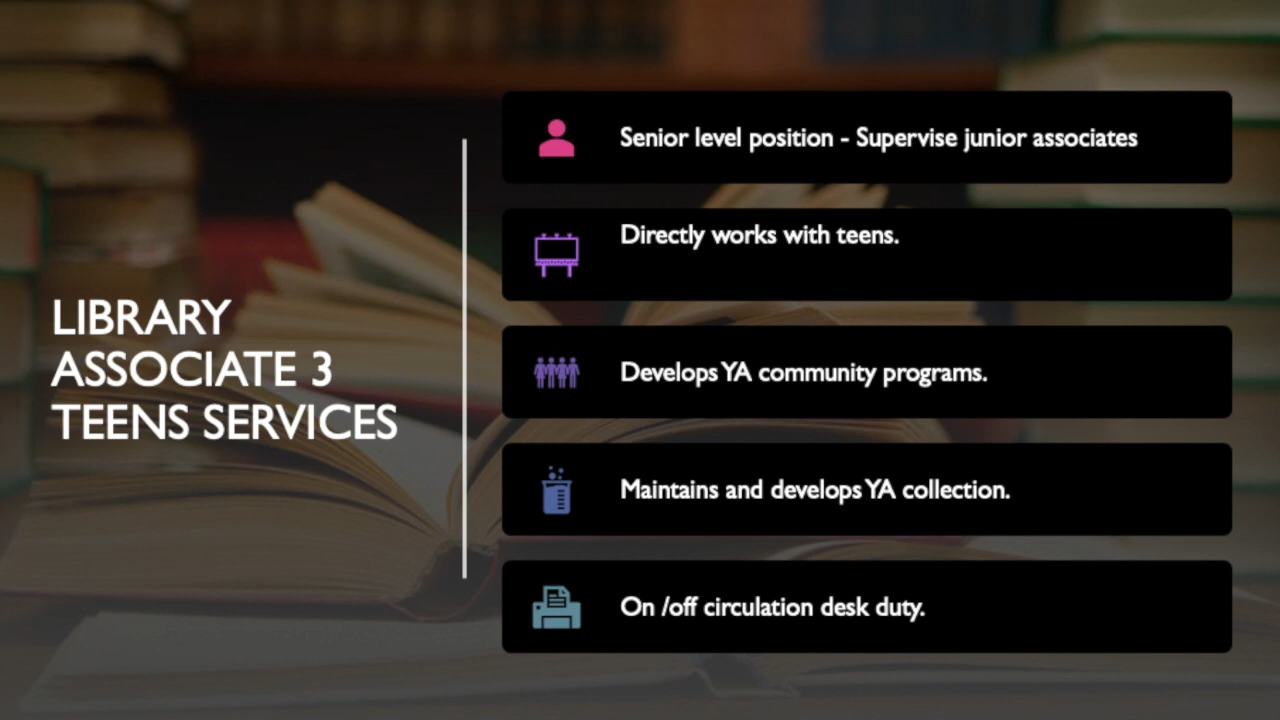 LIBRARY
ASSOCIATE 3
TEENS SERVICES
Senior level position - Supervise junior associates
Directly works with teens.
Develops YA community programs.
Maintains and develops YA collection.
On /off circulation desk duty.